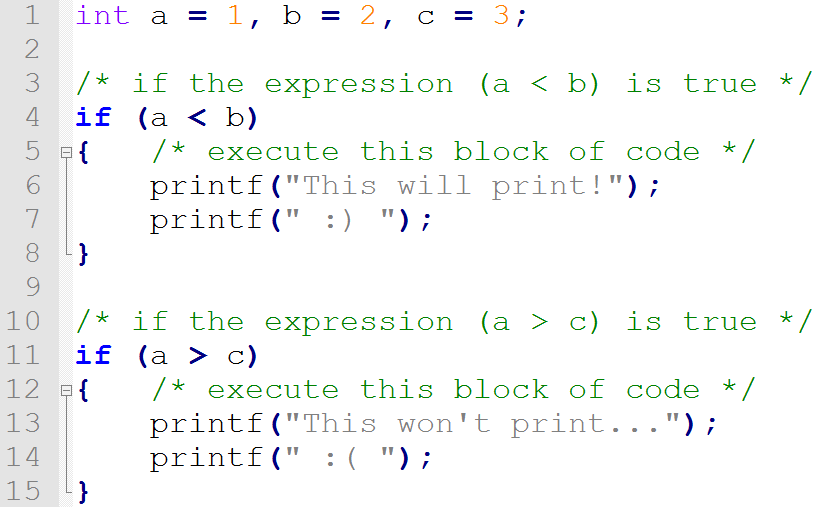 1 int a = 1, b = 2, c = 3;
2
3 /* if the expression (a < b) is true */
4 if (a < b)
5 {    /* execute this block of code */
6     printf("This will print!");
7     printf(" :) ");
8 }
9
10 /* if the expression (a > c) is true */
11 if (a > c)
12 {    /* execute this block of code */
13     printf("This won't print...");
14     printf(" :( ");
15 }